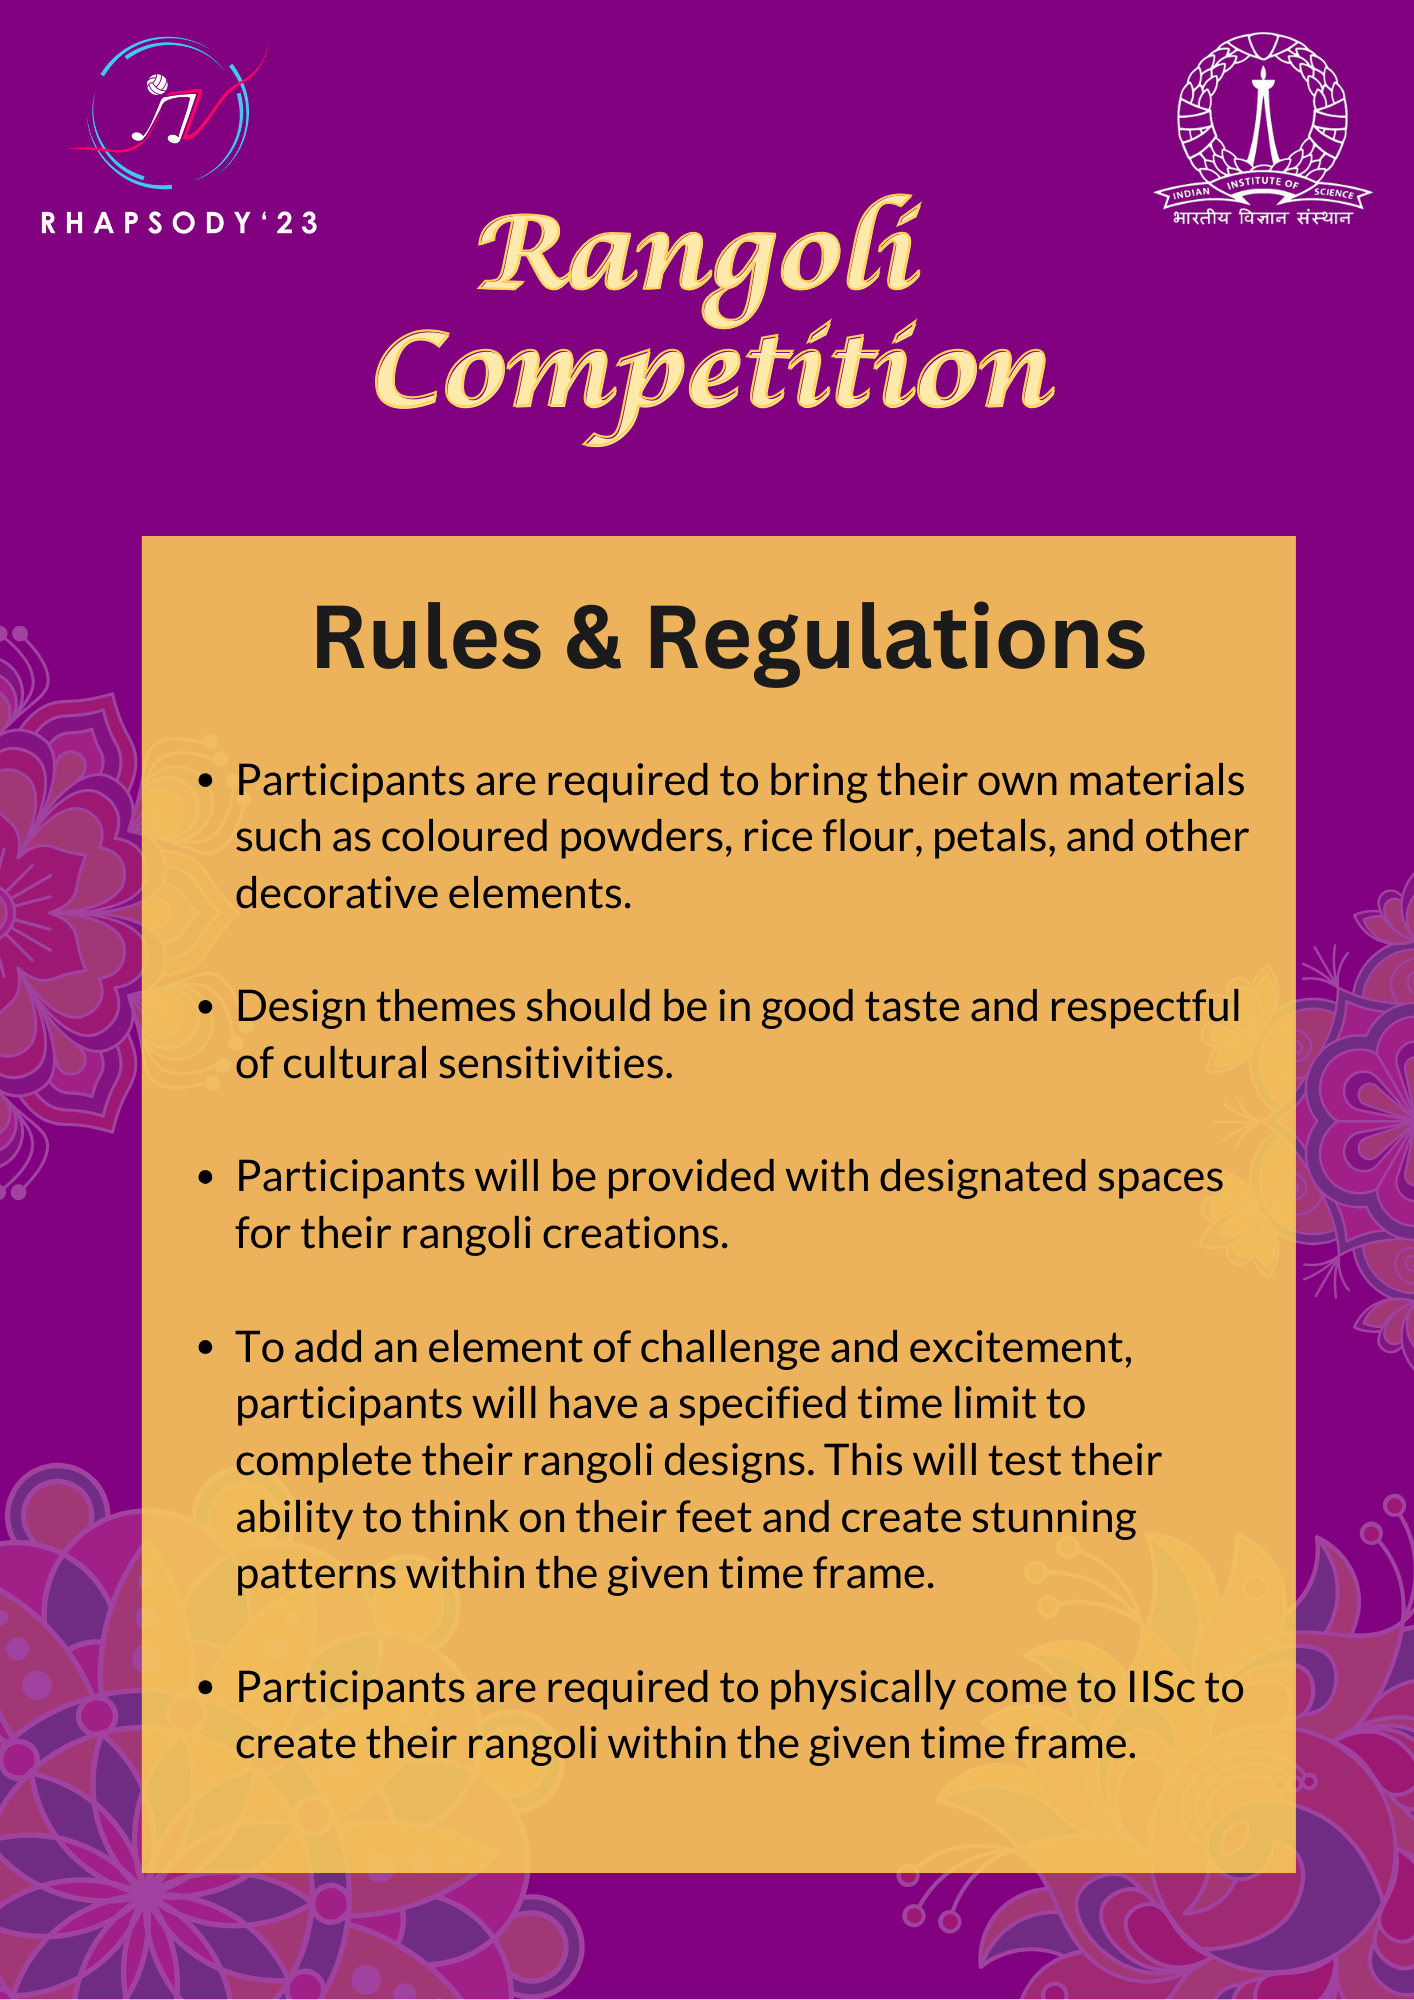 RHAPSODY‘23
INDIAN INSTITUTE OF SCIENCE
भारतीय विज्ञान संस्थान
Rangoli
Competition
Rules & Regulations
• Participants are required to bring their own materials
such as coloured powders, rice flour, petals, and other
decorative elements.
• Design themes should be in good taste and respectful
of cultural sensitivities.
• Participants will be provided with designated spaces
for their rangoli creations.
• To add an element of challenge and excitement,
participants will have a specified time limit to
complete their rangoli designs. This will test their
ability to think on their feet and create stunning
patterns within the given time frame.
• Participants are required to physically come to IISc to
create their rangoli within the given time frame.